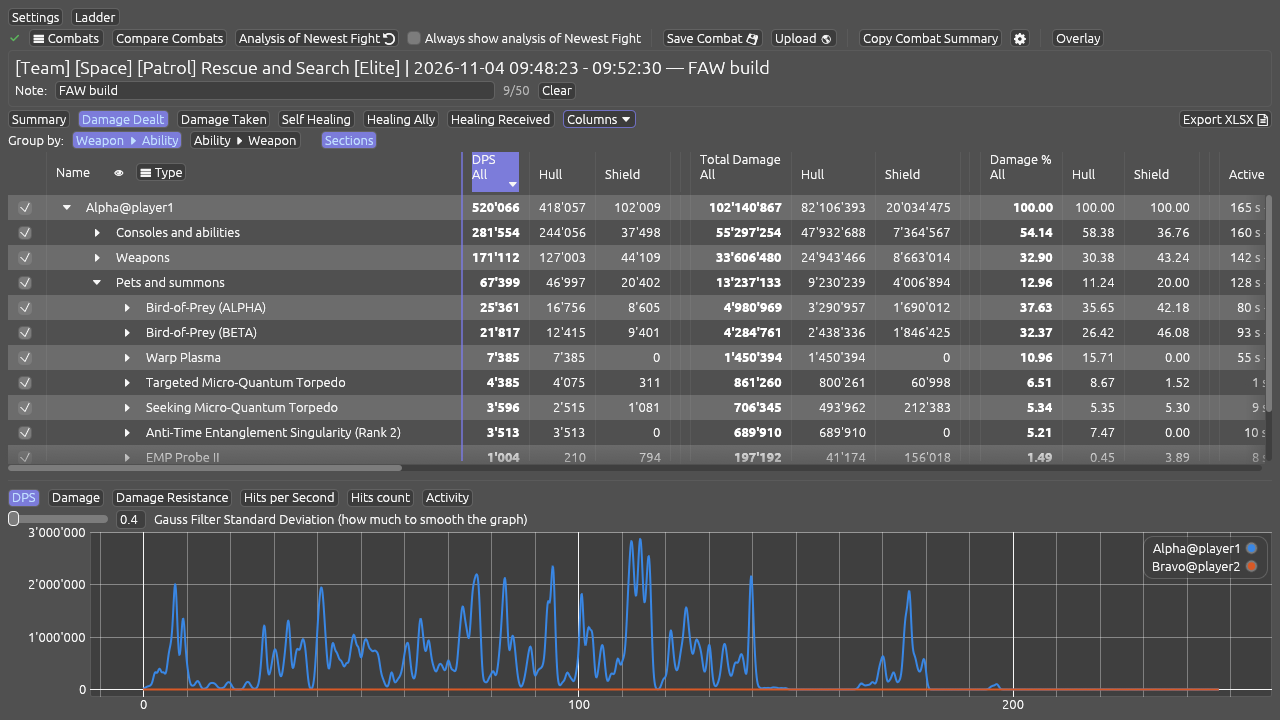 Settings Ladder
Combats Compare Combats Analysis of Newest Fight Always show analysis of Newest Fight Save Combat Upload Copy Combat Summary Overlay
[Team] [Space] [Patrol] Rescue and Search [Elite] | 2026-11-04 09:48:23 - 09:52:30 — FAW build
Note: FAW build 9/50 Clear
Summary Damage Dealt Damage Taken Self Healing Healing Ally Healing Received Columns Export XLSX
Group by: Weapon Ability Ability Weapon Sections
DPS Total Damage Damage %
Name Type All Hull Shield All Hull Shield All Hull Shield Active
Alpha@player1 520'066 418'057 102'009 102'140'867 82'106'393 20'034'475 100.00 100.00 100.00 165 s
Consoles and abilities 281'554 244'056 37'498 55'297'254 47'932'688 7'364'567 54.14 58.38 36.76 160 s
Weapons 171'112 127'003 44'109 33'606'480 24'943'466 8'663'014 32.90 30.38 43.24 142 s
Pets and summons 67'399 46'997 20'402 13'237'133 9'230'239 4'006'894 12.96 11.24 20.00 128 s
Bird-of-Prey (ALPHA) 25'361 16'756 8'605 4'980'969 3'290'957 1'690'012 37.63 35.65 42.18 80 s
Bird-of-Prey (BETA) 21'817 12'415 9'401 4'284'761 2'438'336 1'846'425 32.37 26.42 46.08 93 s
Warp Plasma 7'385 7'385 0 1'450'394 1'450'394 0 10.96 15.71 0.00 55 s
Targeted Micro-Quantum Torpedo 4'385 4'075 311 861'260 800'261 60'998 6.51 8.67 1.52 1 s
Seeking Micro-Quantum Torpedo 3'596 2'515 1'081 706'345 493'962 212'383 5.34 5.35 5.30 9 s
Anti-Time Entanglement Singularity (Rank 2) 3'513 3'513 0 689'910 689'910 0 5.21 7.47 0.00 10 s
EMP Probe II 1'004 210 794 197'192 41'174 156'018 1.49 0.45 3.89 8 s
DPS Damage Damage Resistance Hits per Second Hits count Activity
0.4 Gauss Filter Standard Deviation (how much to smooth the graph)
3'000'000
Alpha@player1
Bravo@player2
2'000'000
1'000'000
0
0 100 200